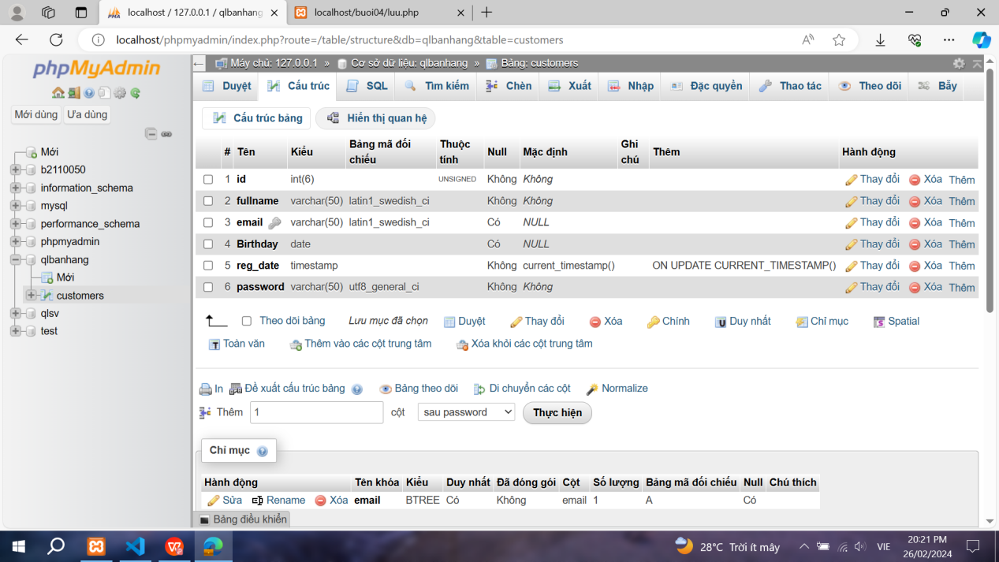 localhost / 127.0.0.1 / qlbanhang
localhost/buoi04/luu.php
localhost/phpmyadmin/index.php?route=/table/structure&db=qlbanhang&table=customers
phpMyAdmin
Mới dùng Ưa dùng
Mới
b2110050
information_schema
mysql
performance_schema
phpmyadmin
qlbanhang
Mới
customers
qlsv
test
Máy chủ: 127.0.0.1 » Cơ sở dữ liệu: qlbanhang » Bảng: customers
Duyệt Cấu trúc SQL Tìm kiếm Chèn Xuất Nhập Đặc quyền Thao tác Theo dõi Bẫy
Cấu trúc bảng Hiển thị quan hệ
# Tên Kiểu Bảng mã đối chiếu Thuộc tính Null Mặc định Ghi chú Thêm Hành động
1 id int(6) UNSIGNED Không Không Thay đổi Xóa Thêm
2 fullname varchar(50) latin1_swedish_ci Không Không Thay đổi Xóa Thêm
3 email varchar(50) latin1_swedish_ci Có NULL Thay đổi Xóa Thêm
4 Birthday date Có NULL Thay đổi Xóa Thêm
5 reg_date timestamp Không current_timestamp() ON UPDATE CURRENT_TIMESTAMP() Thay đổi Xóa Thêm
6 password varchar(50) utf8_general_ci Không Không Thay đổi Xóa Thêm
Theo dõi bảng Lưu mục đã chọn Duyệt Thay đổi Xóa Chính Duy nhất Chỉ mục Spatial
Toàn văn Thêm vào các cột trung tâm Xóa khỏi các cột trung tâm
In Đề xuất cấu trúc bảng Bảng theo dõi Di chuyển các cột Normalize
Thêm 1 cột sau password Thực hiện
Chỉ mục
Hành động Tên khóa Kiểu Duy nhất Đã đóng gói Cột Số lượng Bảng mã đối chiếu Null Chú thích
Sửa Rename Xóa email BTREE Có Không email 1 A Có
Bảng điều khiển
28°C Trời ít mây
VIE
20:21 PM
26/02/2024